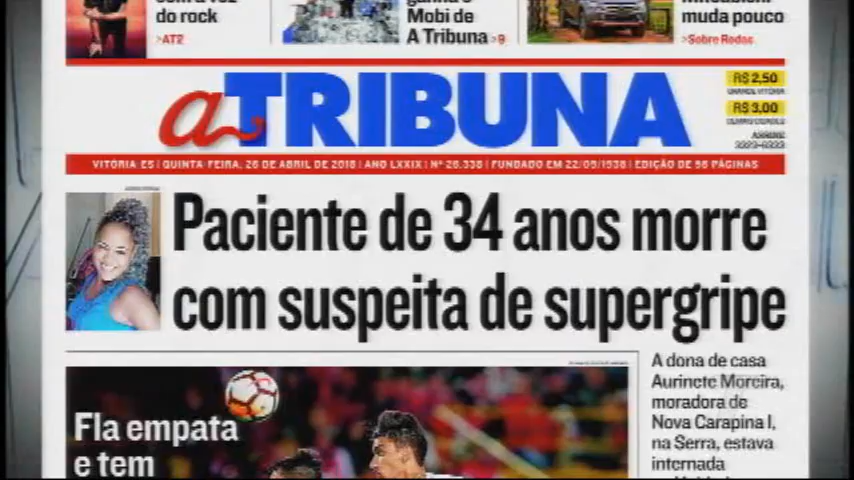 do rock
>AT2
Mobi de
A Tribuna >9
muda pouco
>Sobre Rodas
aTRIBUNA
R$ 2,50
R$ 3,00
VITÓRIA-ES | QUINTA-FEIRA, 26 DE ABRIL DE 2018 | ANO LXXIX | Nº 26.338 | FUNDADO EM 22/09/1938 | EDIÇÃO DE 56 PÁGINAS
Paciente de 34 anos morre
com suspeita de supergripe
Fla empata
e tem
A dona de casa
Aurinete Moreira,
moradora de
Nova Carapina I,
na Serra, estava
internada